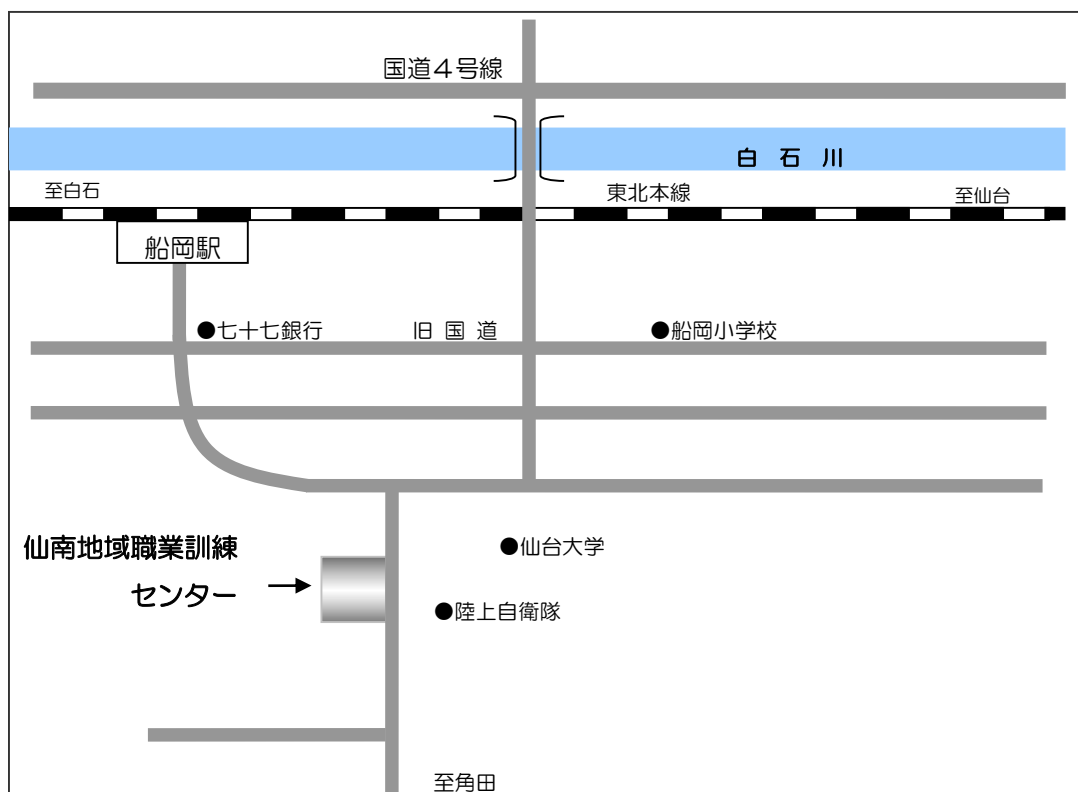 国道４号線
白 石 川
至白石
東北本線
至仙台
船岡駅
●七十七銀行
旧 国 道
●船岡小学校
仙南地域職業訓練
センター
●仙台大学
●陸上自衛隊
至角田